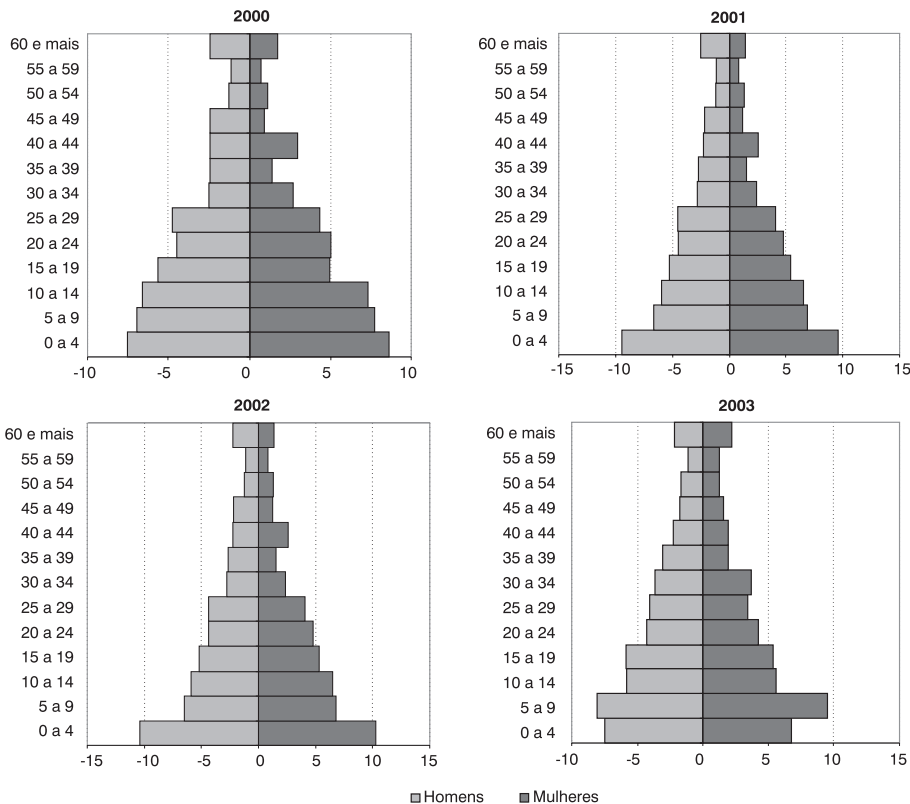 2000
60 e mais
55 a 59
50 a 54
45 a 49
40 a 44
35 a 39
30 a 34
25 a 29
20 a 24
15 a 19
10 a 14
5 a 9
0 a 4
-10 -5 0 5 10
2001
60 e mais
55 a 59
50 a 54
45 a 49
40 a 44
35 a 39
30 a 34
25 a 29
20 a 24
15 a 19
10 a 14
5 a 9
0 a 4
-15 -10 -5 0 5 10 15
2002
60 e mais
55 a 59
50 a 54
45 a 49
40 a 44
35 a 39
30 a 34
25 a 29
20 a 24
15 a 19
10 a 14
5 a 9
0 a 4
-15 -10 -5 0 5 10 15
2003
60 e mais
55 a 59
50 a 54
45 a 49
40 a 44
35 a 39
30 a 34
25 a 29
20 a 24
15 a 19
10 a 14
5 a 9
0 a 4
-10 -5 0 5 10 15
Homens Mulheres